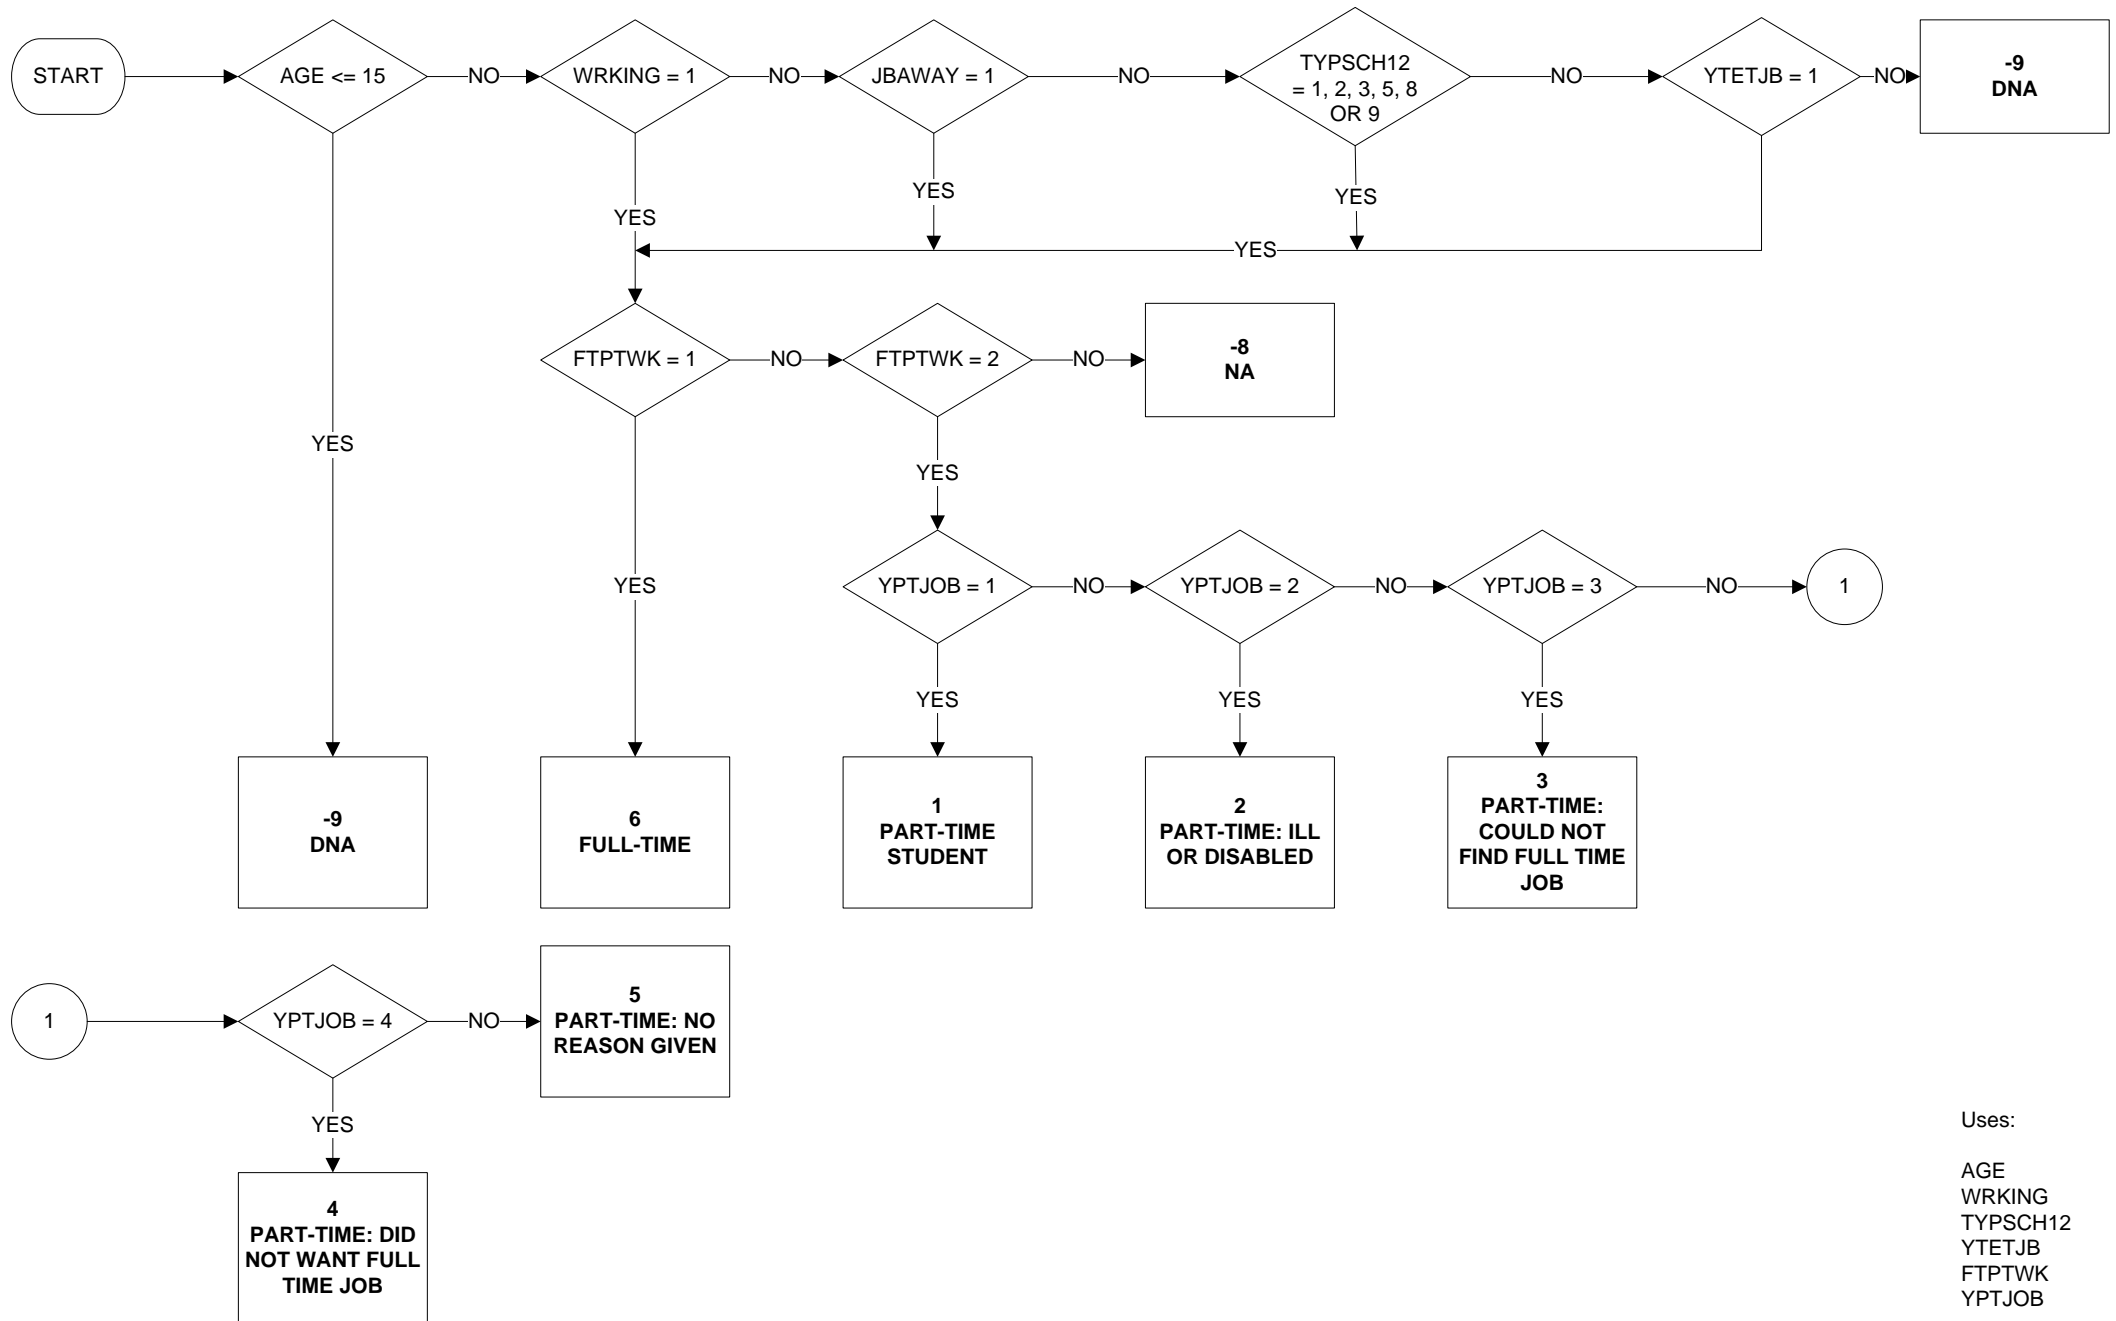 START
AGE <= 15
NO
WRKING = 1
NO
JBAWAY = 1
NO
TYPSCH12
= 1, 2, 3, 5, 8
OR 9
NO
YTETJB = 1
NO
-9
DNA
YES
YES
YES
YES
YES
FTPTWK = 1
NO
FTPTWK = 2
NO
-8
NA
YES
YES
YPTJOB = 1
NO
YPTJOB = 2
NO
YPTJOB = 3
NO
1
YES
YES
YES
-9
DNA
6
FULL-TIME
1
PART-TIME
STUDENT
2
PART-TIME: ILL
OR DISABLED
3
PART-TIME:
COULD NOT
FIND FULL TIME
JOB
1
YPTJOB = 4
NO
5
PART-TIME: NO
REASON GIVEN
YES
4
PART-TIME: DID
NOT WANT FULL
TIME JOB
Uses:
AGE
WRKING
TYPSCH12
YTETJB
FTPTWK
YPTJOB